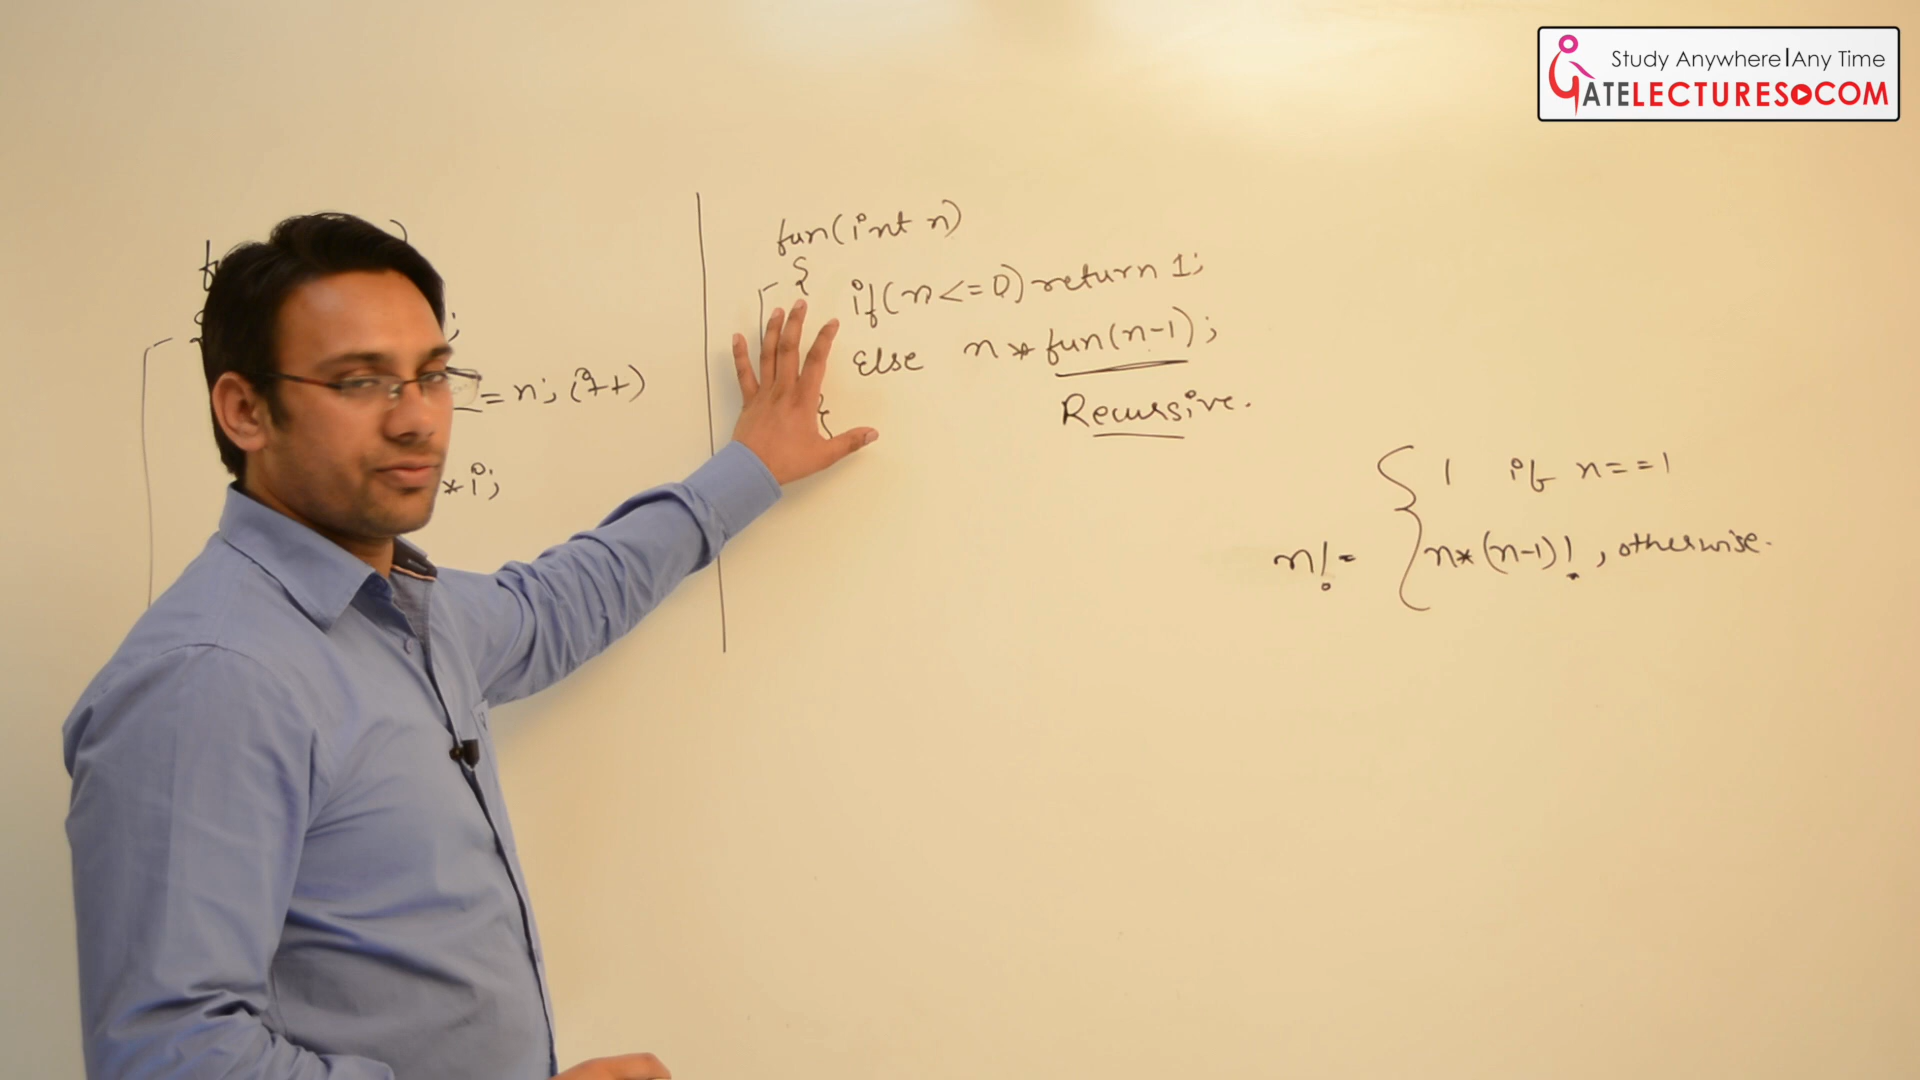 Study Anywhere|Any Time
GATELECTURES.COM
= n; i++)
*i;
fun(int n)
{
if(n<=0) return 1;
Else n * fun(n-1);
}
Recursive.
n! = { 1 if n==1
n*(n-1)!, otherwise.